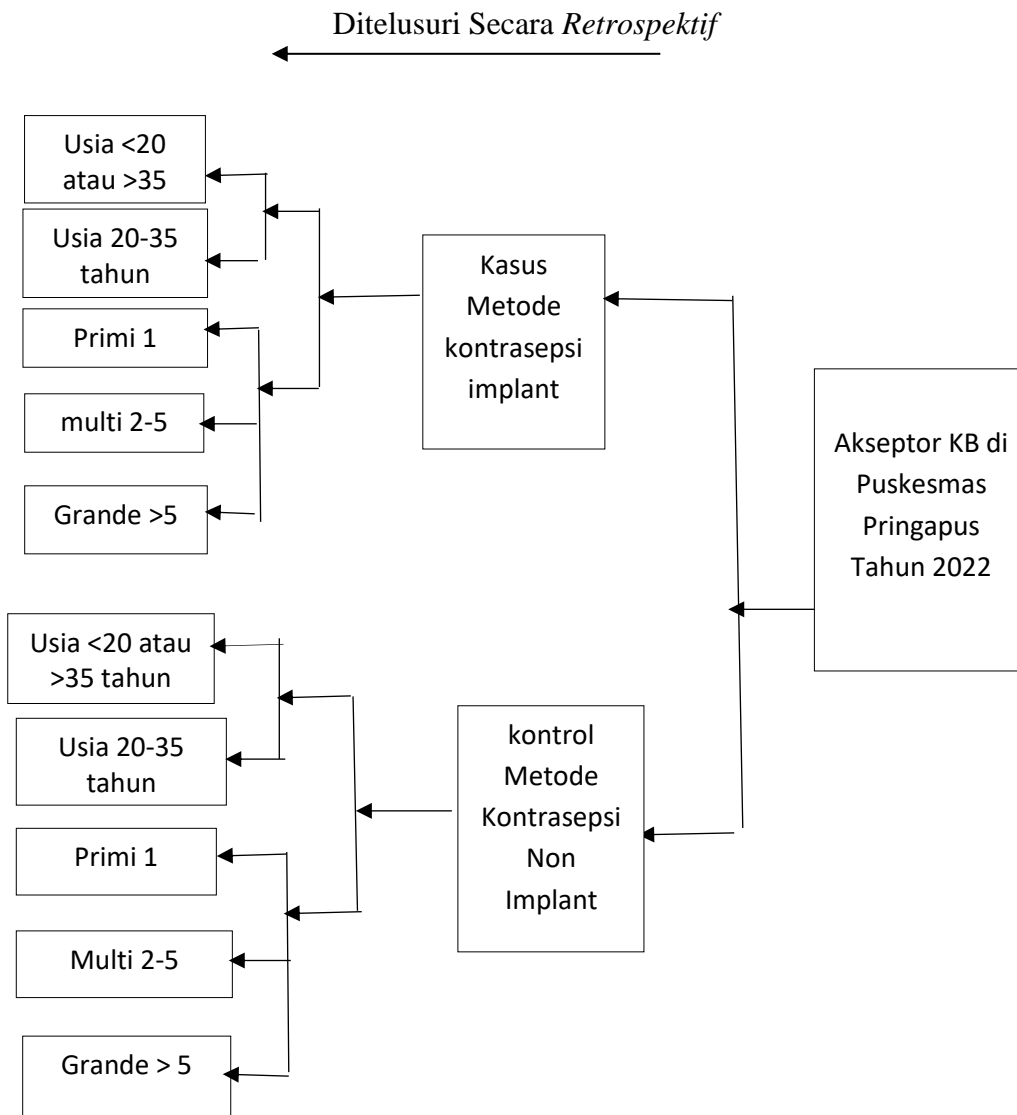 Ditelusuri Secara Retrospektif
Usia <20
atau >35
Usia 20-35
tahun
Primi 1
multi 2-5
Grande >5
Kasus
Metode
kontrasepsi
implant
Akseptor KB di
Puskesmas
Pringapus
Tahun 2022
Usia <20 atau
>35 tahun
Usia 20-35
tahun
Primi 1
Multi 2-5
Grande > 5
kontrol
Metode
Kontrasepsi
Non
Implant